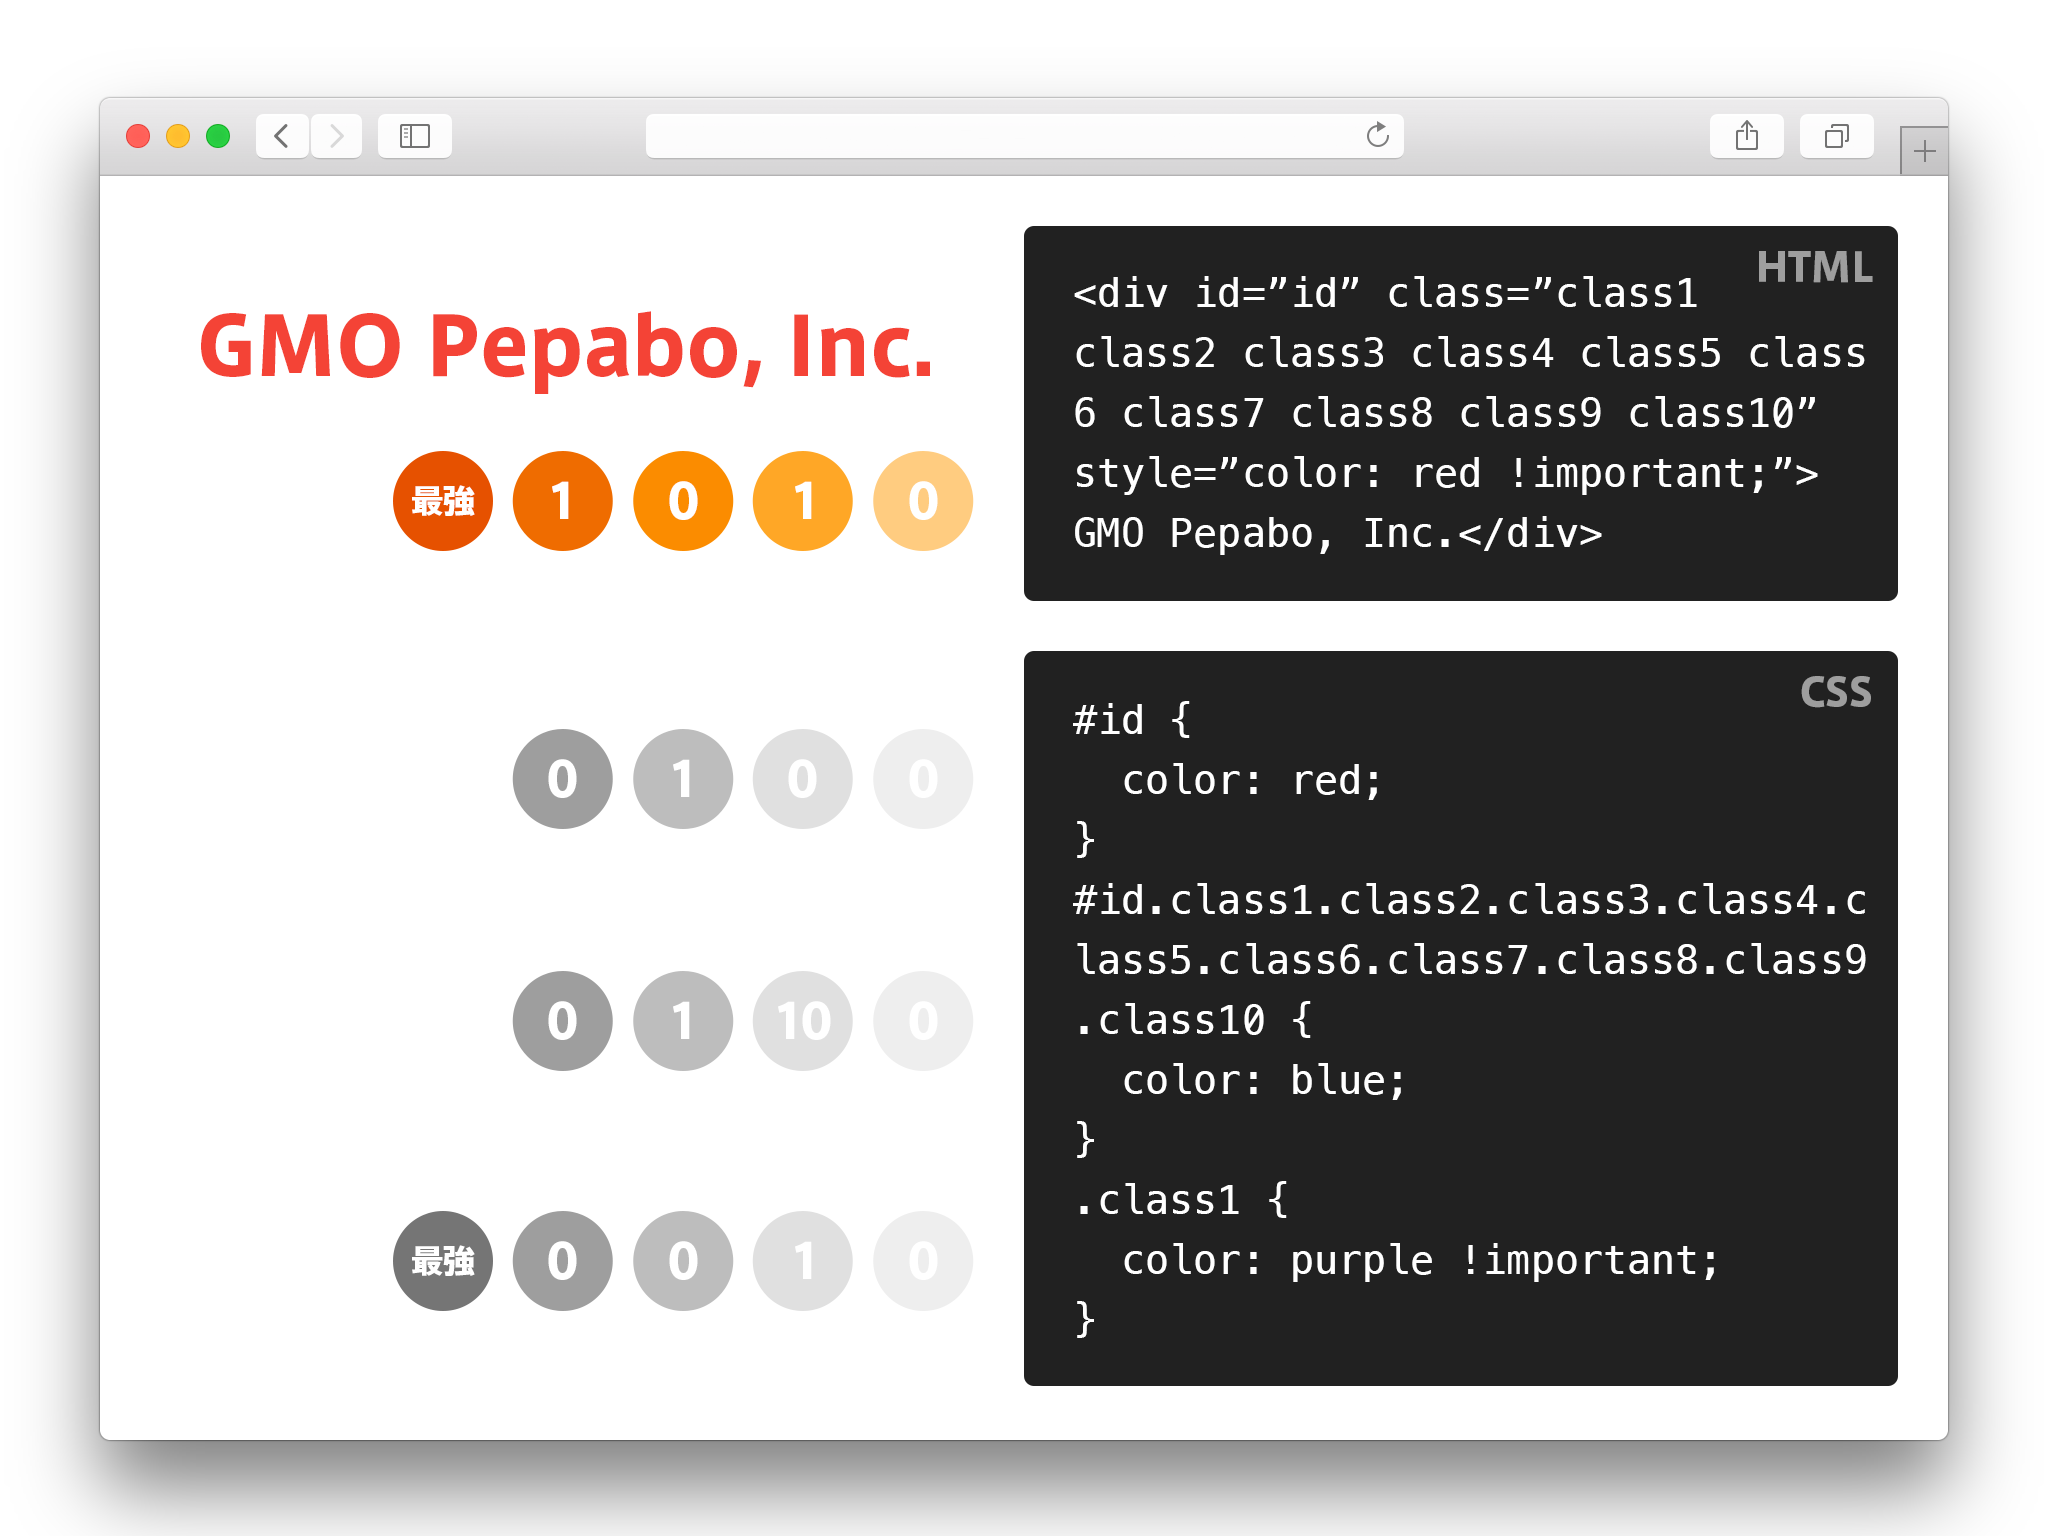 GMO Pepabo, Inc.
最強 1 0 1 0
0 1 0 0
0 1 10 0
最強 0 0 1 0
HTML
<div id=”id” class=”class1
class2 class3 class4 class5 class
6 class7 class8 class9 class10”
style=”color: red !important;”>
GMO Pepabo, Inc.</div>
CSS
#id {
  color: red;
}
#id.class1.class2.class3.class4.c
lass5.class6.class7.class8.class9
.class10 {
  color: blue;
}
.class1 {
  color: purple !important;
}